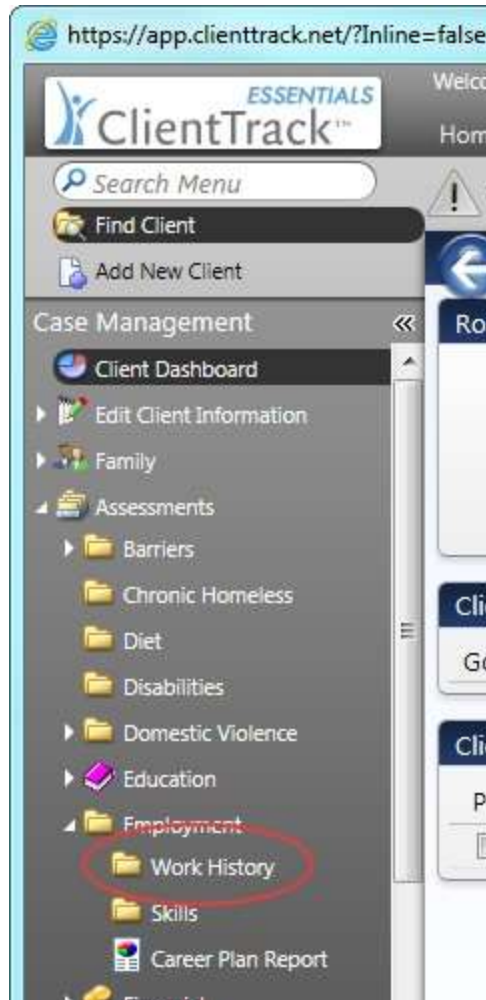 https://app.clienttrack.net/?Inline=false
ESSENTIALS
ClientTrack™
Search Menu
Find Client
Add New Client
Case Management
Client Dashboard
Edit Client Information
Family
Assessments
Barriers
Chronic Homeless
Diet
Disabilities
Domestic Violence
Education
Employment
Work History
Skills
Career Plan Report